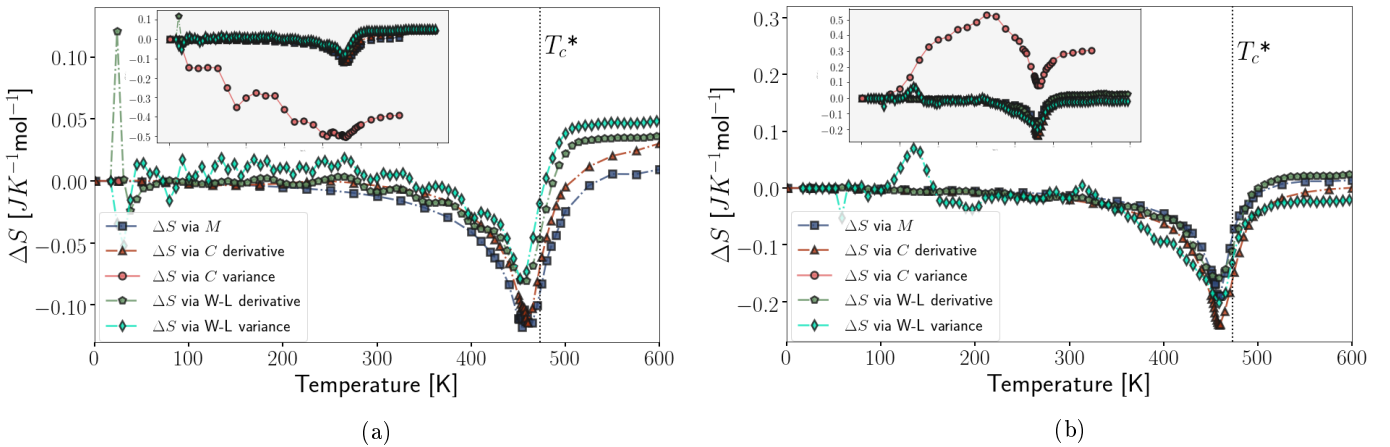 0.1
0.0
−0.1
−0.2
−0.3
−0.4
−0.5
T_c*
0.10
0.05
0.00
−0.05
−0.10
ΔS [JK⁻¹mol⁻¹]
ΔS via M
ΔS via C derivative
ΔS via C variance
ΔS via W-L derivative
ΔS via W-L variance
0 100 200 300 400 500 600
Temperature [K]
(a)
0.5
0.4
0.3
0.2
0.1
0.0
−0.1
−0.2
T_c*
0.3
0.2
0.1
0.0
−0.1
−0.2
ΔS [JK⁻¹mol⁻¹]
ΔS via M
ΔS via C derivative
ΔS via C variance
ΔS via W-L derivative
ΔS via W-L variance
0 100 200 300 400 500 600
Temperature [K]
(b)